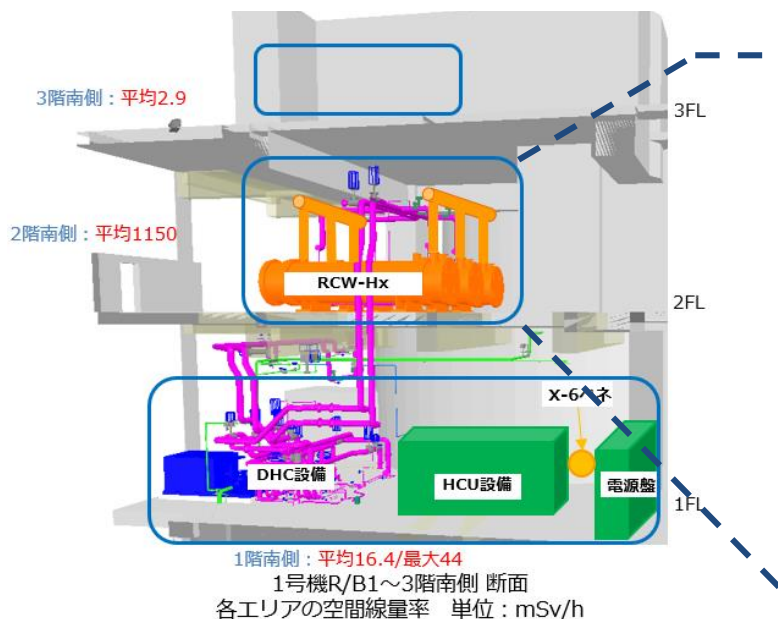 3階南側：平均2.9
3FL
2階南側：平均1150
RCW-Hx
2FL
X-6ペネ
DHC設備
HCU設備
電源盤
1FL
1階南側：平均16.4/最大44
1号機R/B1～3階南側 断面
各エリアの空間線量率　単位：mSv/h